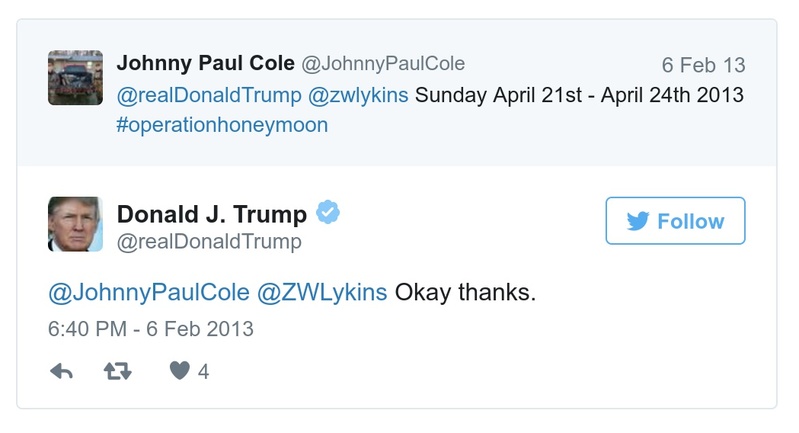 Johnny Paul Cole @JohnnyPaulCole 6 Feb 13
@realDonaldTrump @zwlykins Sunday April 21st - April 24th 2013
#operationhoneymoon
Donald J. Trump
@realDonaldTrump
Follow
@JohnnyPaulCole @ZWLykins Okay thanks.
6:40 PM - 6 Feb 2013
4